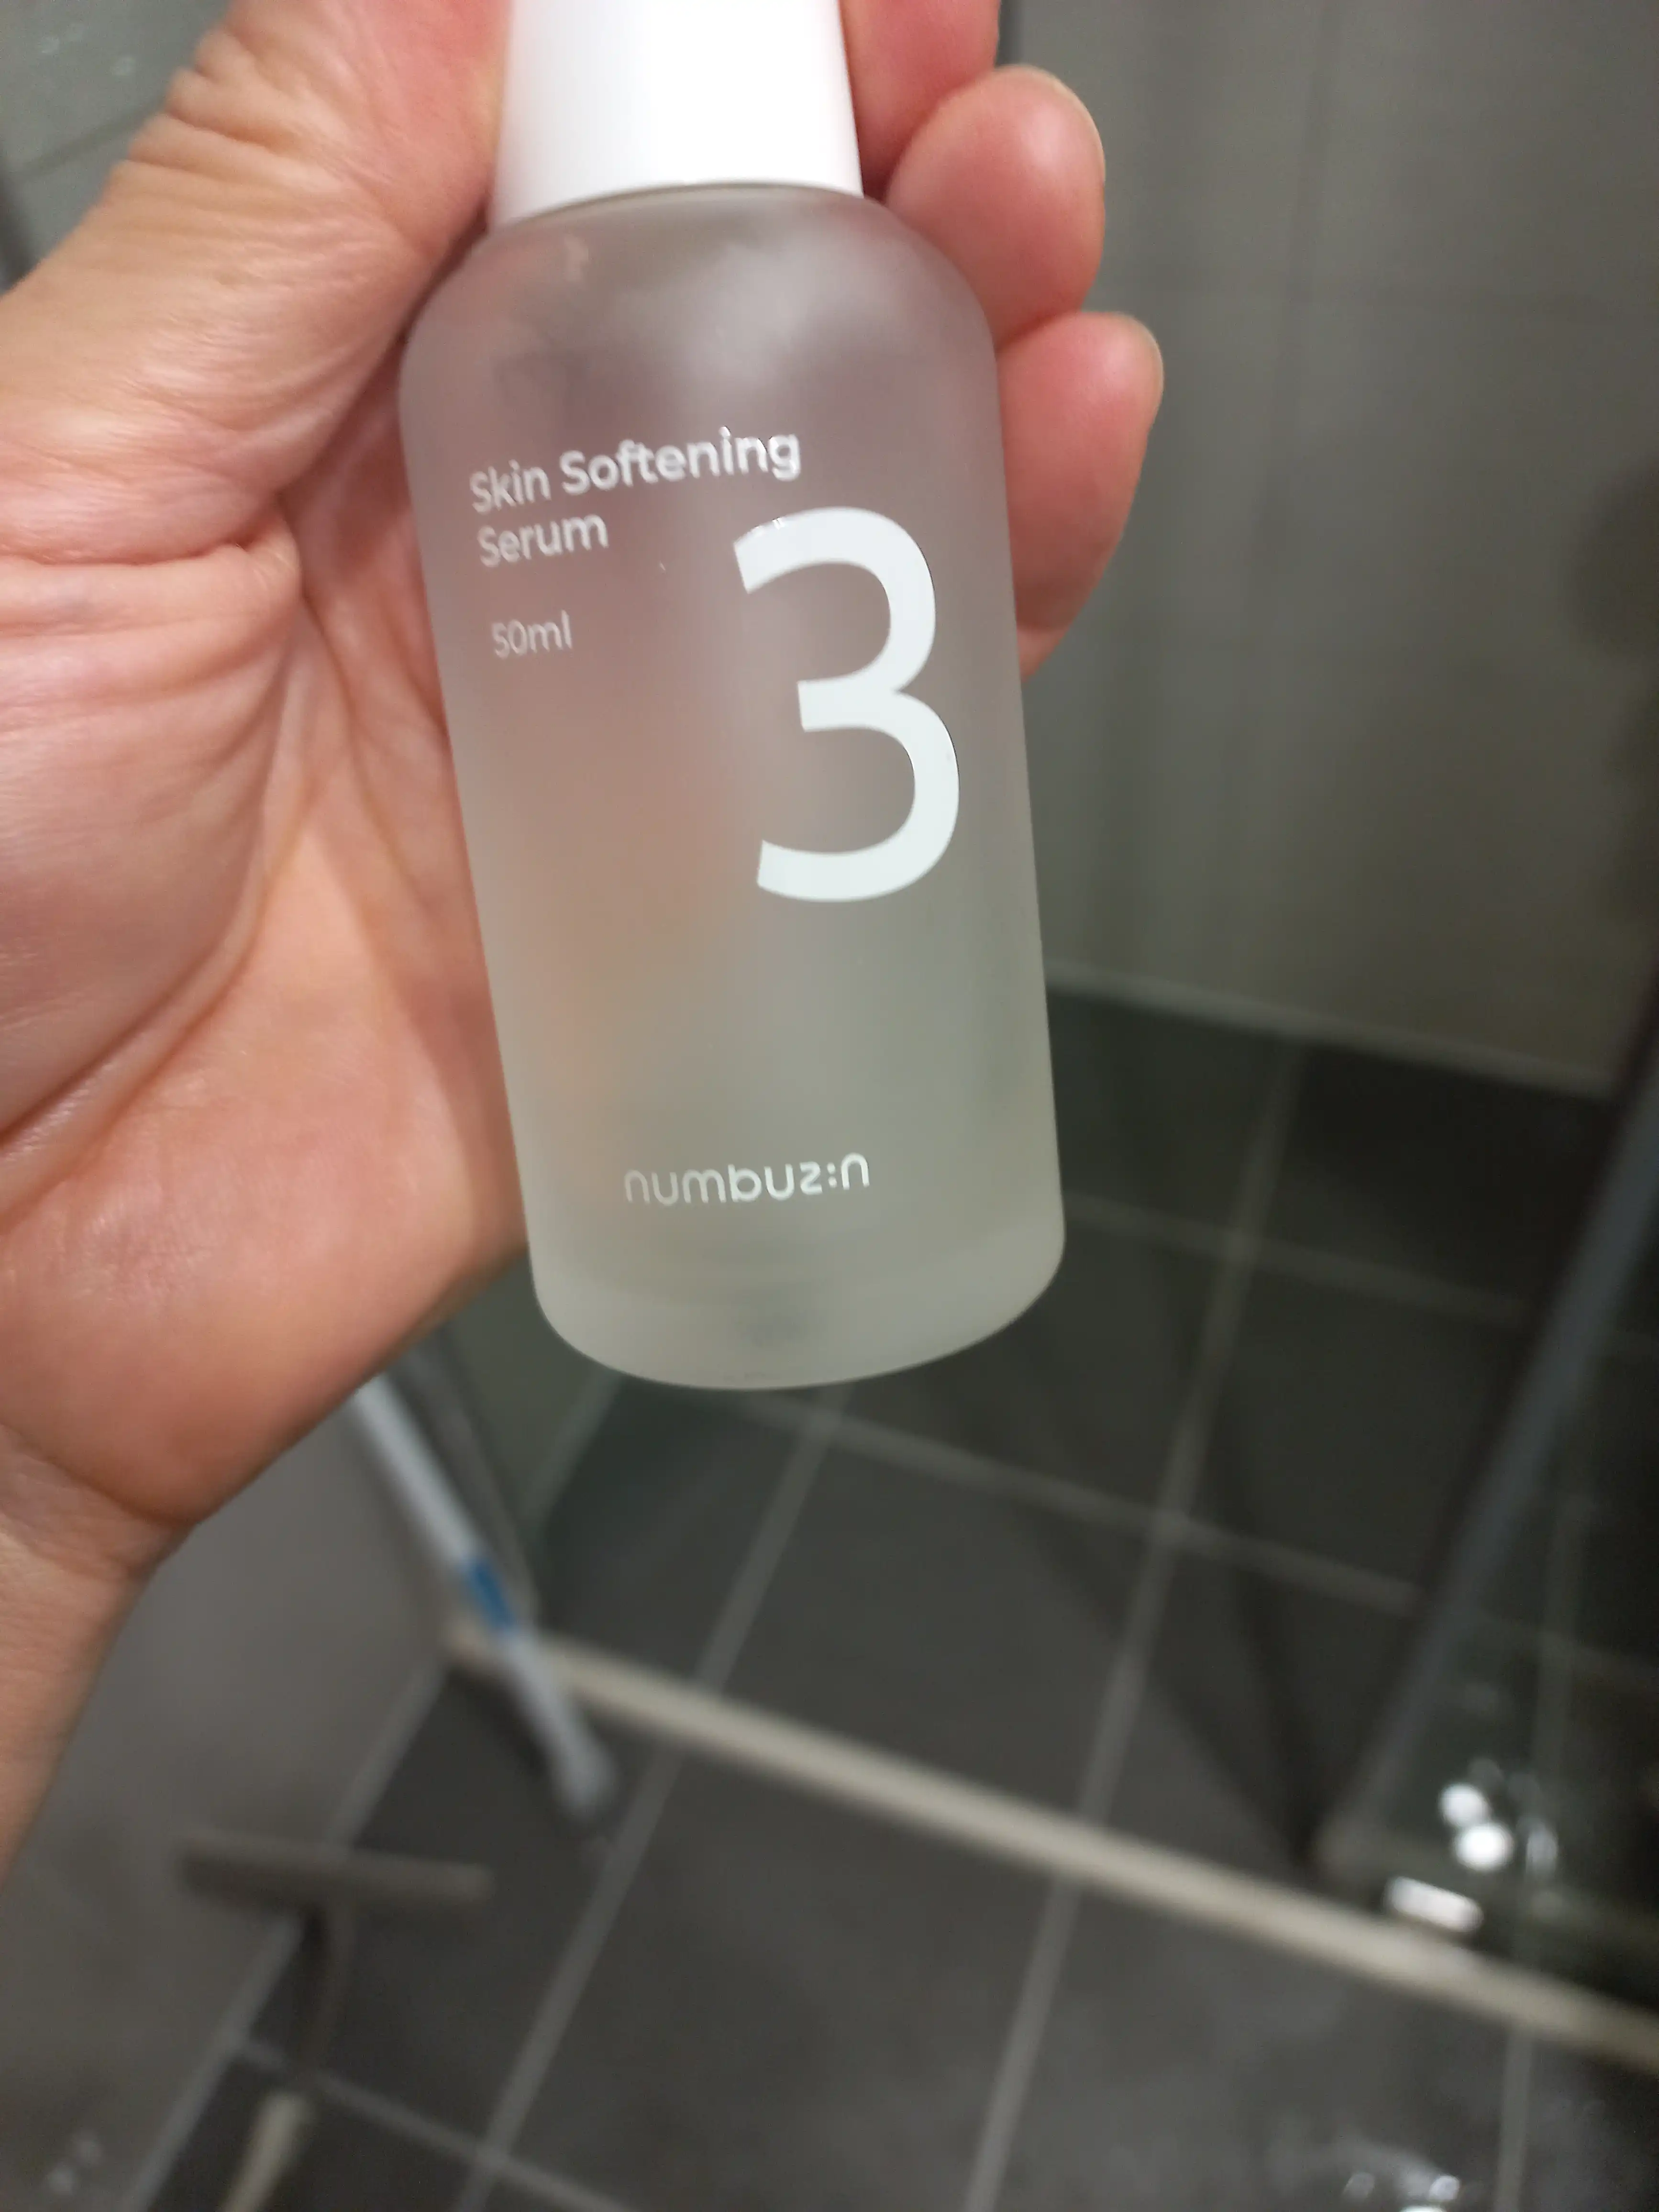 Skin Softening
Serum
50ml
3
numbuz:n